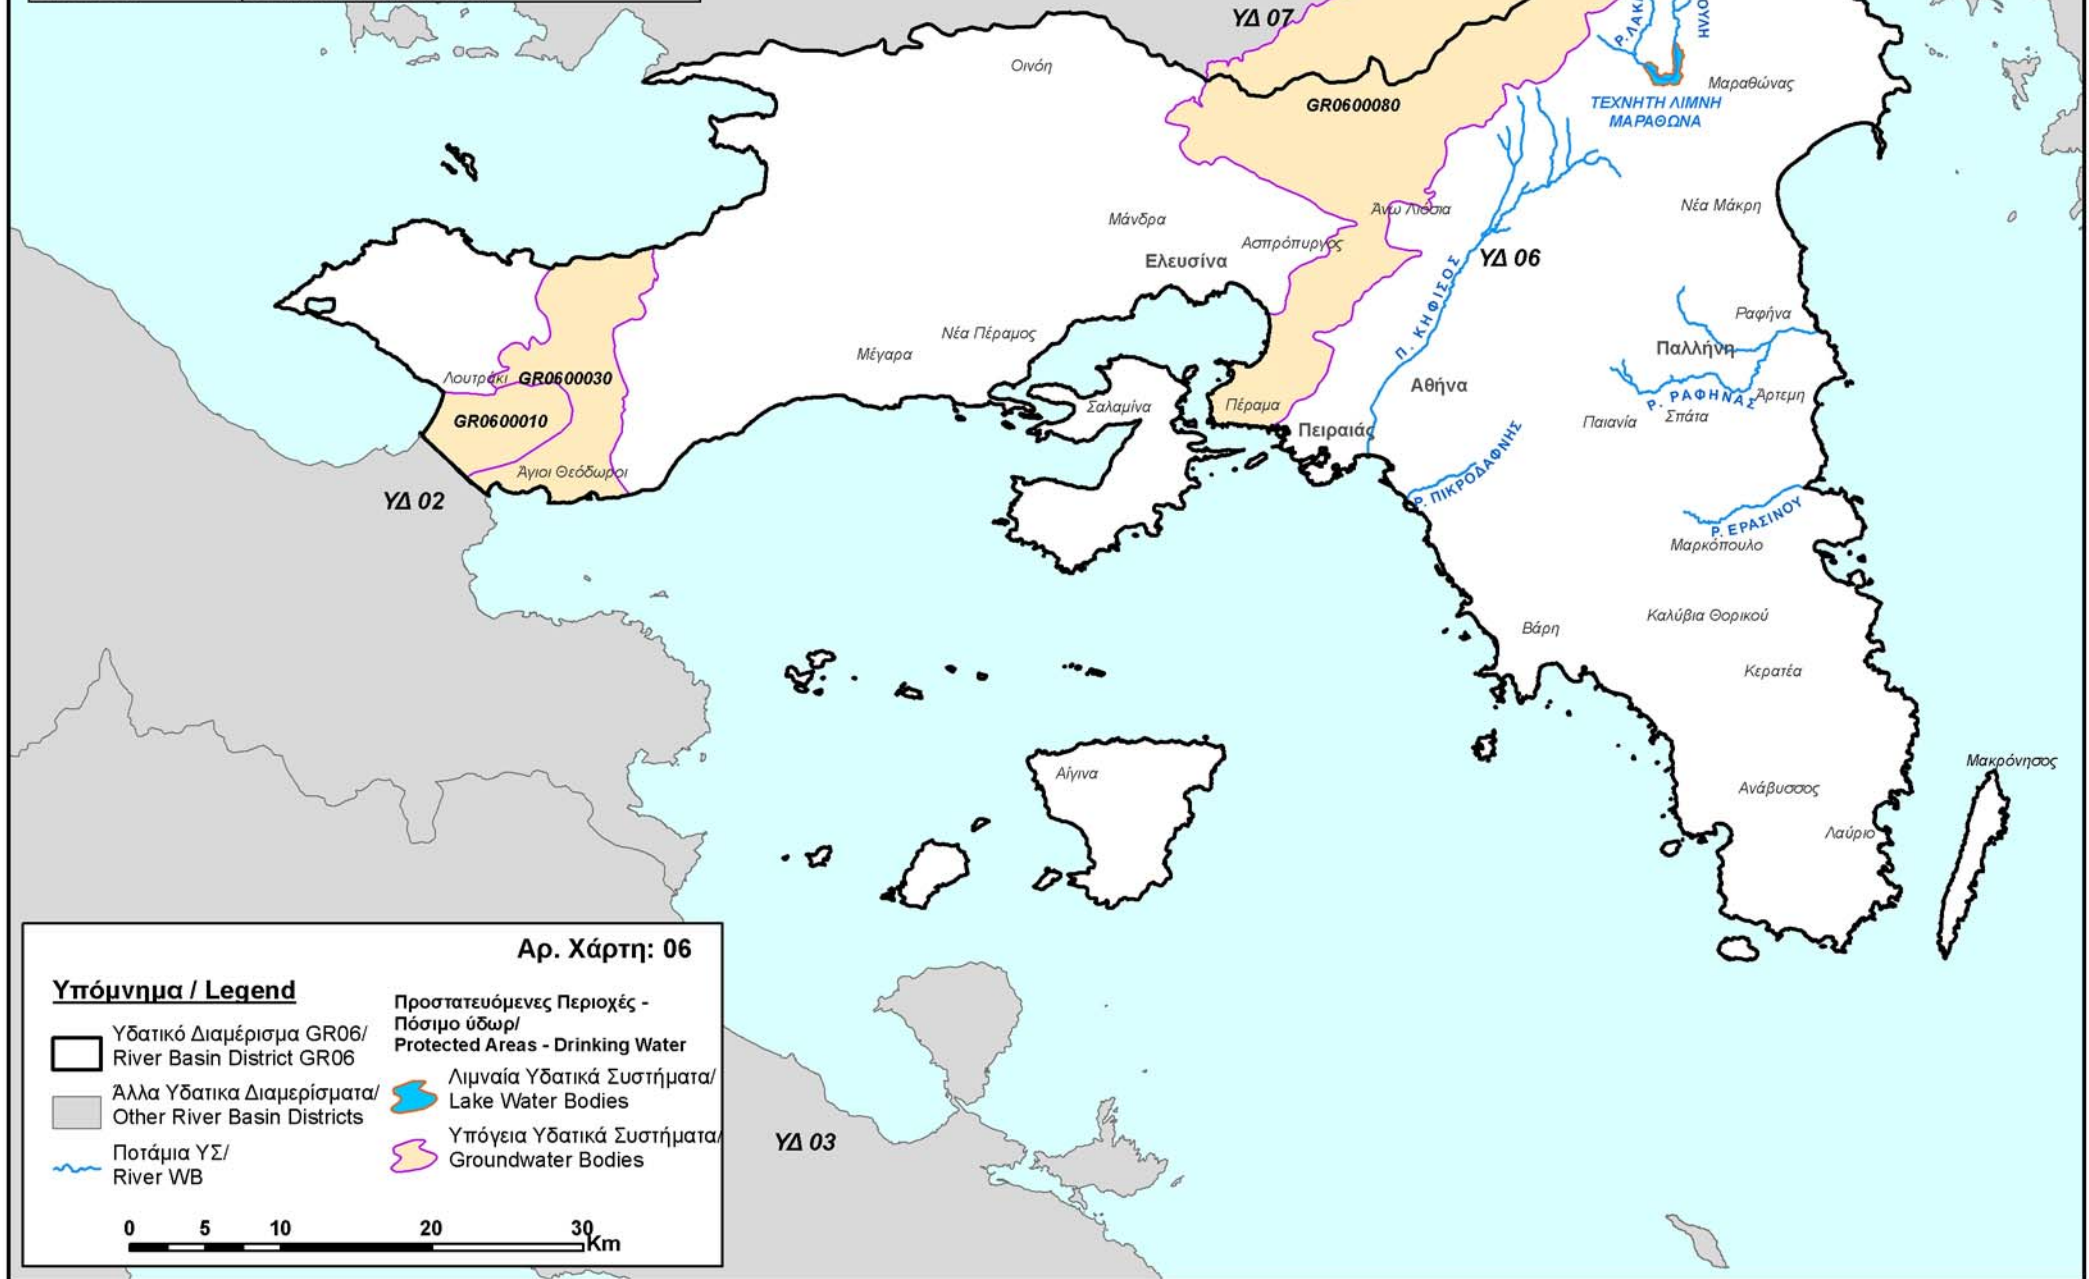 ΥΔ 07
Οινόη
GR0600080
Μαραθώνας
ΤΕΧΝΗΤΗ ΛΙΜΝΗ
ΜΑΡΑΘΩΝΑ
Μάνδρα
Άνω Λιόσια
Νέα Μάκρη
Ασπρόπυργος
Ελευσίνα
ΥΔ 06
Π. ΚΗΦΙΣΟΣ
Ραφήνα
Νέα Πέραμος
Μέγαρα
Παλλήνη
Λουτράκι
GR0600030
Αθήνα
Ρ. ΡΑΦΗΝΑΣ
Άρτεμη
GR0600010
Σαλαμίνα
Πέραμα
Πειραιάς
Παιανία
Σπάτα
Άγιοι Θεόδωροι
Ρ. ΠΙΚΡΟΔΑΦΝΗΣ
ΥΔ 02
Ρ. ΕΡΑΣΙΝΟΥ
Μαρκόπουλο
Βάρη
Καλύβια Θορικού
Κερατέα
Μακρόνησος
Αίγινα
Ανάβυσσος
Λαύριο
Αρ. Χάρτη: 06
Υπόμνημα / Legend
Υδατικό Διαμέρισμα GR06/
River Basin District GR06
Άλλα Υδατικα Διαμερίσματα/
Other River Basin Districts
Ποτάμια ΥΣ/
River WB
Προστατευόμενες Περιοχές -
Πόσιμο ύδωρ/
Protected Areas - Drinking Water
Λιμναία Υδατικά Συστήματα/
Lake Water Bodies
Υπόγεια Υδατικά Συστήματα/
Groundwater Bodies
0 5 10 20 30
Km
ΥΔ 03